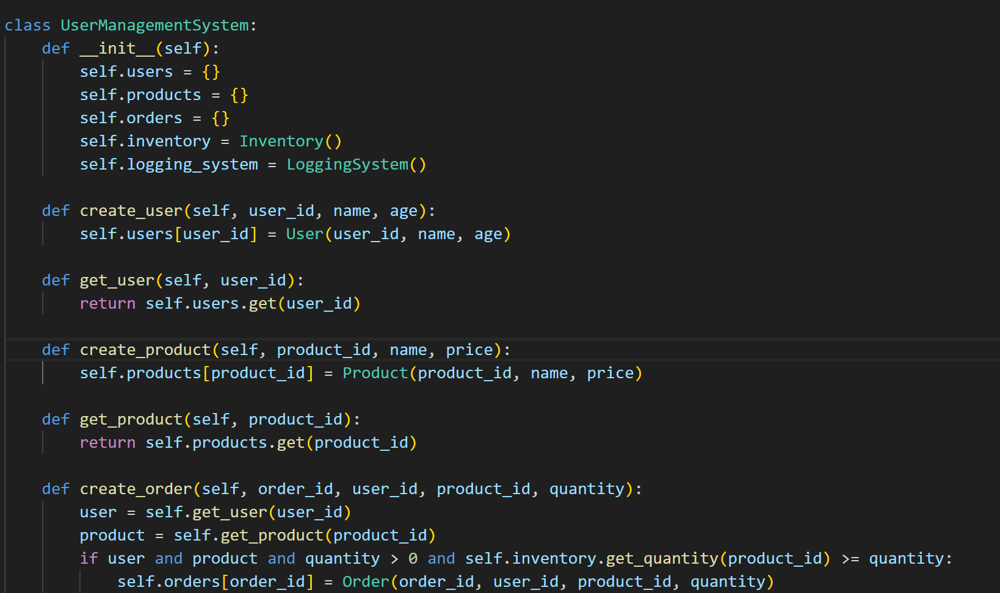 class UserManagementSystem:
    def __init__(self):
        self.users = {}
        self.products = {}
        self.orders = {}
        self.inventory = Inventory()
        self.logging_system = LoggingSystem()

    def create_user(self, user_id, name, age):
        self.users[user_id] = User(user_id, name, age)

    def get_user(self, user_id):
        return self.users.get(user_id)

    def create_product(self, product_id, name, price):
        self.products[product_id] = Product(product_id, name, price)

    def get_product(self, product_id):
        return self.products.get(product_id)

    def create_order(self, order_id, user_id, product_id, quantity):
        user = self.get_user(user_id)
        product = self.get_product(product_id)
        if user and product and quantity > 0 and self.inventory.get_quantity(product_id) >= quantity:
            self.orders[order_id] = Order(order_id, user_id, product_id, quantity)